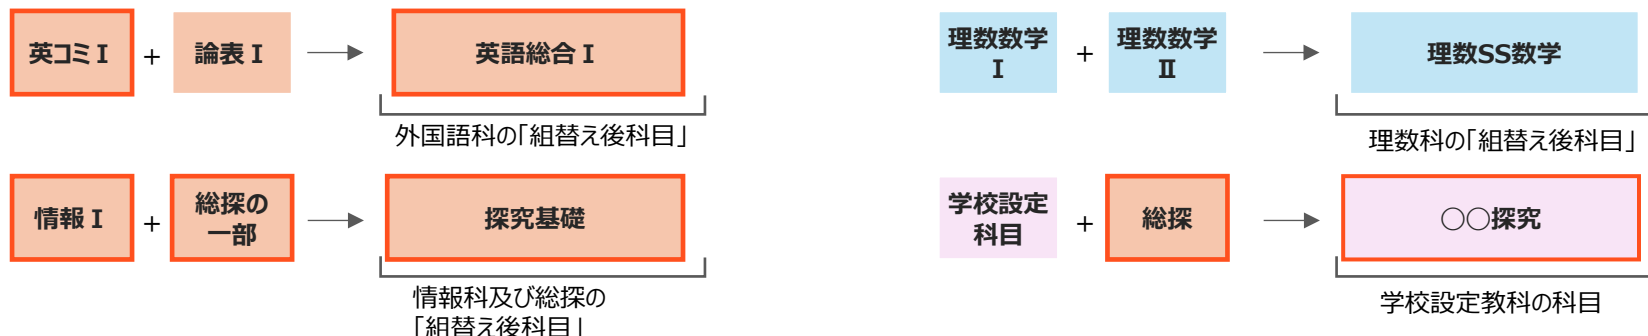 英コミⅠ + 論表Ⅰ → 英語総合Ⅰ
外国語科の「組替え後科目」
理数数学
Ⅰ
+
理数数学
Ⅱ
→ 理数SS数学
理数科の「組替え後科目」
情報Ⅰ + 総探の
一部
→ 探究基礎
情報科及び総探の
「組替え後科目」
学校設定
科目
+ 総探 → ○○探究
学校設定教科の科目